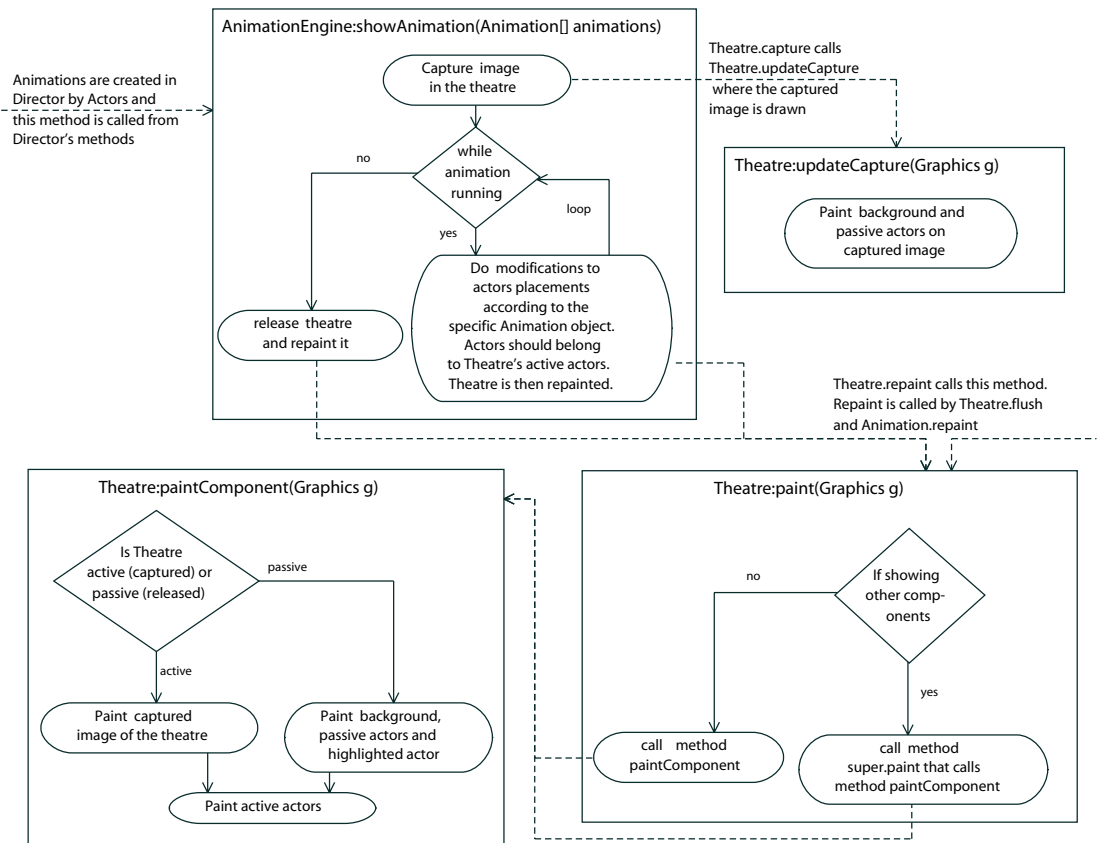 AnimationEngine:showAnimation(Animation[] animations)
Animations are created in
Director by Actors and
this method is called from
Director's methods
Capture image
in the theatre
Theatre.capture calls
Theatre.updateCapture
where the captured
image is drawn
while
animation
running
no
yes
loop
release theatre
and repaint it
Do modifications to
actors placements
according to the
specific Animation object.
Actors should belong
to Theatre's active actors.
Theatre is then repainted.
Theatre:updateCapture(Graphics g)
Paint background and
passive actors on
captured image
Theatre.repaint calls this method.
Repaint is called by Theatre.flush
and Animation.repaint
Theatre:paintComponent(Graphics g)
Is Theatre
active (captured) or
passive (released)
passive
active
Paint captured
image of the theatre
Paint background,
passive actors and
highlighted actor
Paint active actors
Theatre:paint(Graphics g)
If showing
other comp-
onents
no
yes
call method
paintComponent
call method
super.paint that calls
method paintComponent